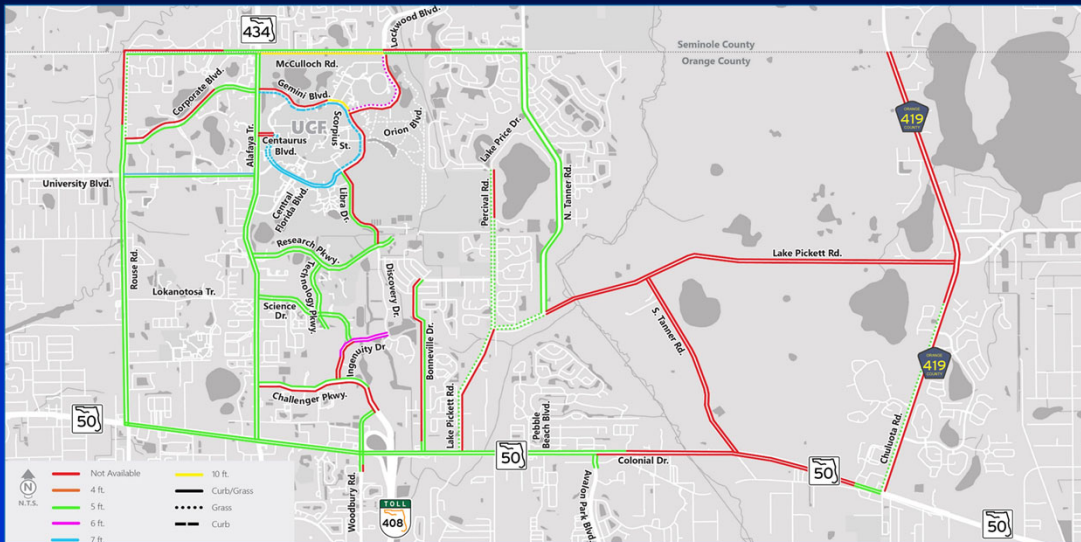 434
Lockwood Blvd.
Seminole County
Orange County
McCulloch Rd.
Corporate Blvd.
Gemini Blvd.
ORANGE
419
COUNTY
Scorpius
St.
UCF
Orion Blvd.
Alafaya Tr.
Centaurus
Blvd.
Lake Price Dr.
University Blvd.
Central
Florida Blvd.
Libra Dr.
Percival Rd.
N. Tanner Rd.
Research Pkwy.
Lake Pickett Rd.
Rouse Rd.
Technology Pkwy.
Discovery Dr.
Lokanotosa Tr.
Science
Dr.
S. Tanner Rd.
Ingenuity Dr
Bonneville Dr.
ORANGE
419
COUNTY
Challenger Pkwy.
Lake Pickett Rd.
Pebble
Beach Blvd.
Chuluota Rd.
50
50
Colonial Dr.
50
Woodbury Rd.
Avalon Park Blvd.
TOLL
408
50
N
N.T.S.
Not Available
4 ft.
5 ft.
6 ft.
7 ft.
10 ft.
Curb/Grass
Grass
Curb